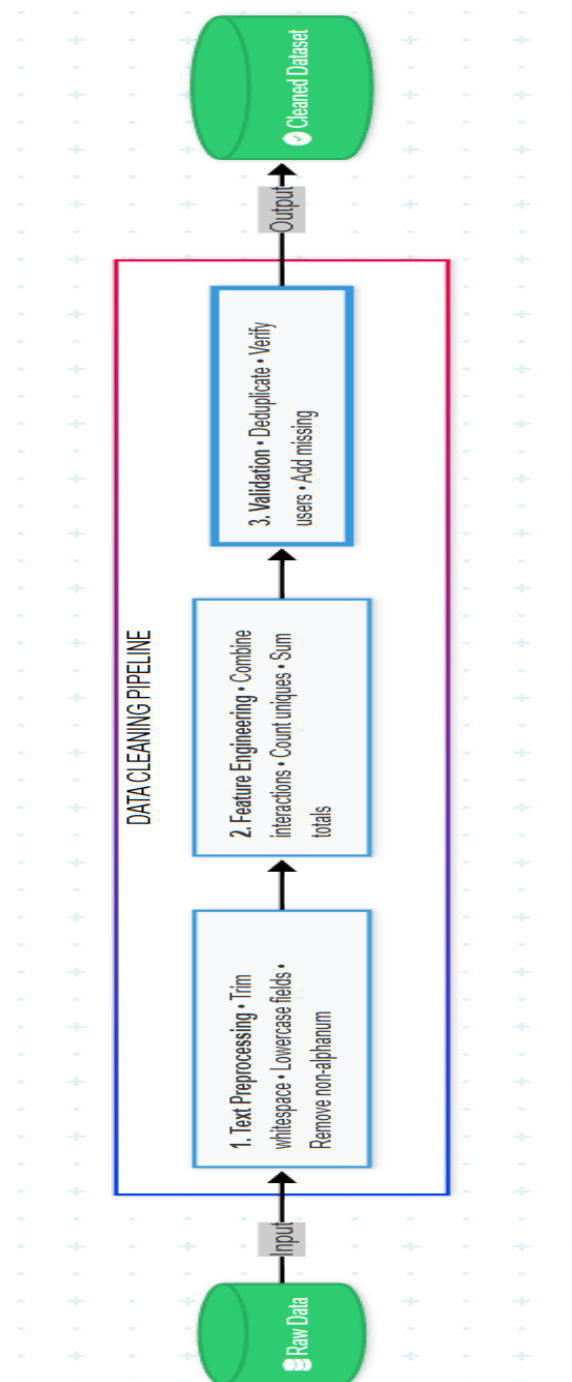 Raw Data
Input
DATA CLEANING PIPELINE
1. Text Preprocessing • Trim
whitespace • Lowercase fields •
Remove non-alphanum
2. Feature Engineering • Combine
interactions • Count uniques • Sum
totals
3. Validation • Deduplicate • Verify
users • Add missing
Output
Cleaned Dataset